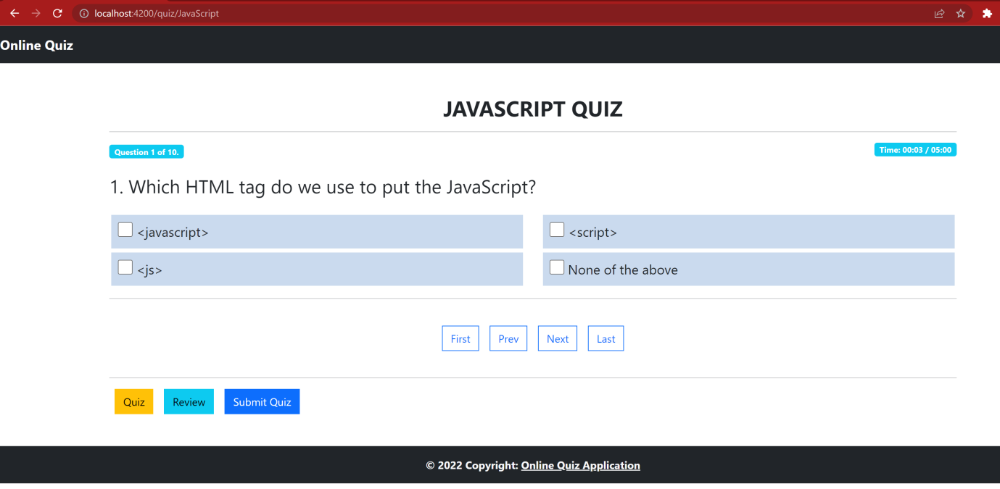 localhost:4200/quiz/JavaScript
Online Quiz
JAVASCRIPT QUIZ
Question 1 of 10.
Time: 00:03 / 05:00
1. Which HTML tag do we use to put the JavaScript?
<javascript>
<script>
<js>
None of the above
First Prev Next Last
Quiz Review Submit Quiz
© 2022 Copyright: Online Quiz Application